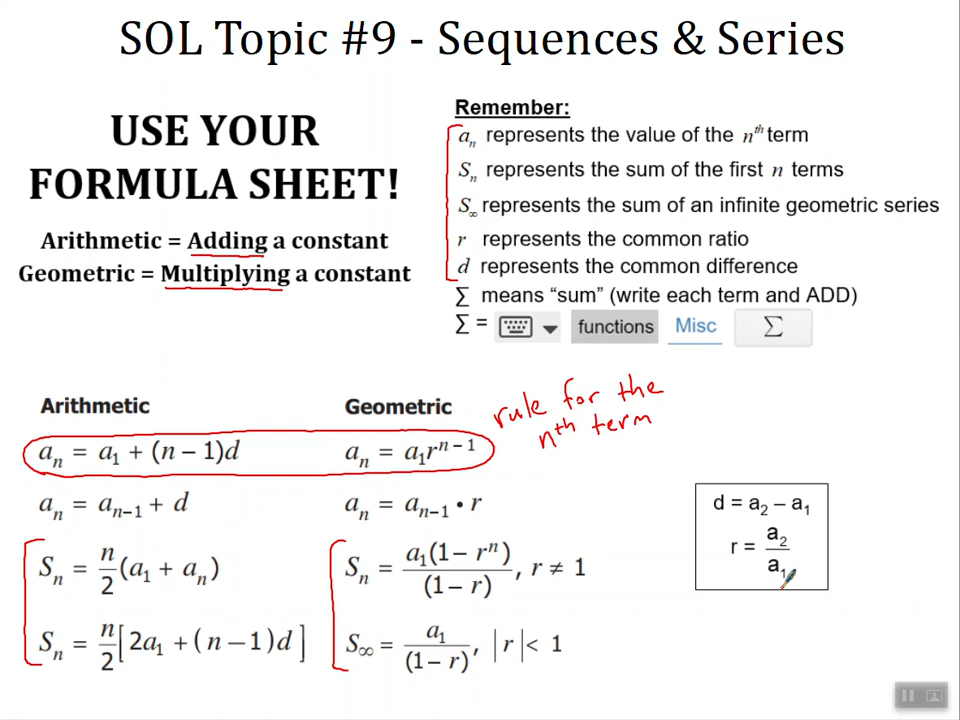 SOL Topic #9 - Sequences & Series
USE YOUR
FORMULA SHEET!
Arithmetic = Adding a constant
Geometric = Multiplying a constant
Remember:
aₙ represents the value of the nᵗʰ term
Sₙ represents the sum of the first n terms
S∞ represents the sum of an infinite geometric series
r represents the common ratio
d represents the common difference
∑ means “sum” (write each term and ADD)
∑ = functions Misc ∑
Arithmetic
aₙ = a₁ + (n − 1)d
aₙ = aₙ₋₁ + d
Sₙ = n/2(a₁ + aₙ)
Sₙ = n/2[2a₁ + (n − 1)d]
Geometric
aₙ = a₁rⁿ⁻¹
aₙ = aₙ₋₁ • r
Sₙ = a₁(1 − rⁿ)/(1 − r), r ≠ 1
S∞ = a₁/(1 − r), |r| < 1
rule for the
nᵗʰ term
d = a₂ – a₁
r = a₂/a₁